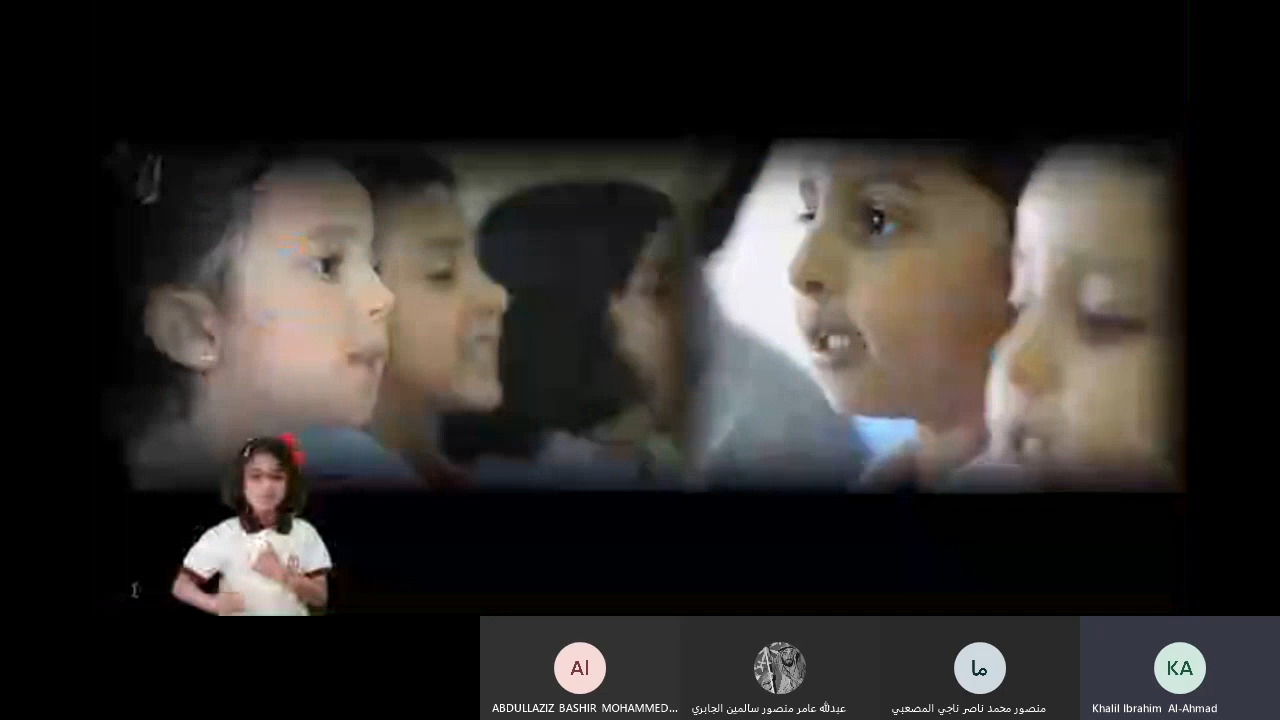 AI
ABDULLAZIZ BASHIR MOHAMMED...
عبدالله عامر منصور سالمين الجابري
ما
منصور محمد ناصر ناجي المصعبي
KA
Khalil Ibrahim Al-Ahmad